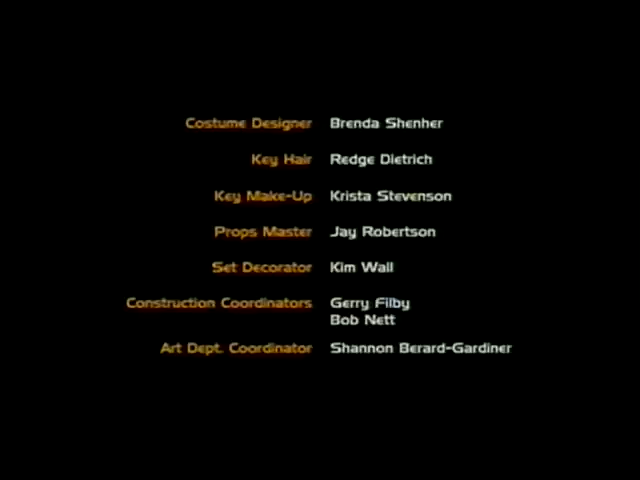 Costume Designer Brenda Shenher
Key Hair Redge Dietrich
Key Make-Up Krista Stevenson
Props Master Jay Robertson
Set Decorator Kim Wall
Construction Coordinators Gerry Filby
Bob Nett
Art Dept. Coordinator Shannon Berard-Gardiner